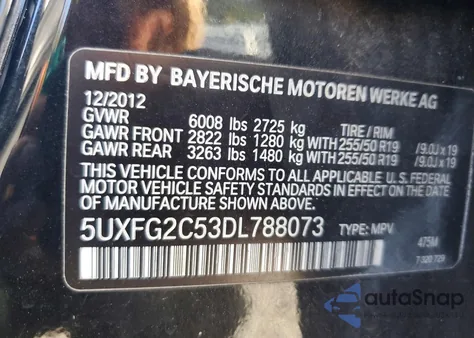 MFD BY BAYERISCHE MOTOREN WERKE AG
12/2012
GVWR 6008 lbs 2725 kg TIRE / RIM
GAWR FRONT 2822 lbs 1280 kg WITH 255/50 R19 /9.0J x 19
GAWR REAR 3263 lbs 1480 kg WITH 255/50 R19 /9.0J x 19
THIS VEHICLE CONFORMS TO ALL APPLICABLE U.S. FEDERAL
MOTOR VEHICLE SAFETY STANDARDS IN EFFECT ON THE DATE
OF MANUFACTURE SHOWN ABOVE.
5UXFG2C53DL788073 TYPE: MPV
475M
7 320 729
autoSnap